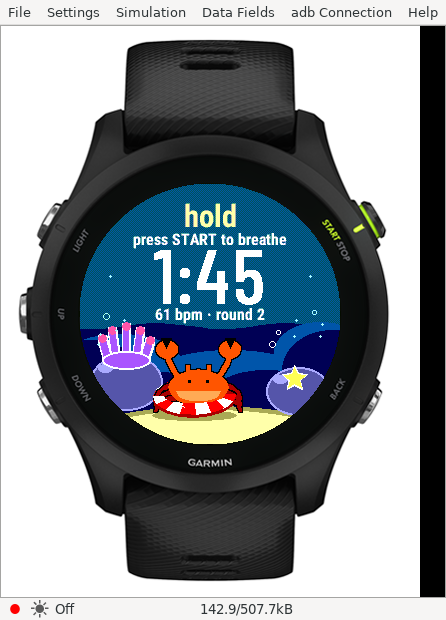 File Settings Simulation Data Fields adb Connection Help
LIGHT
START STOP
hold
press START to breathe
1:45
61 bpm · round 2
UP
DOWN
BACK
GARMIN
Off
142.9/507.7kB